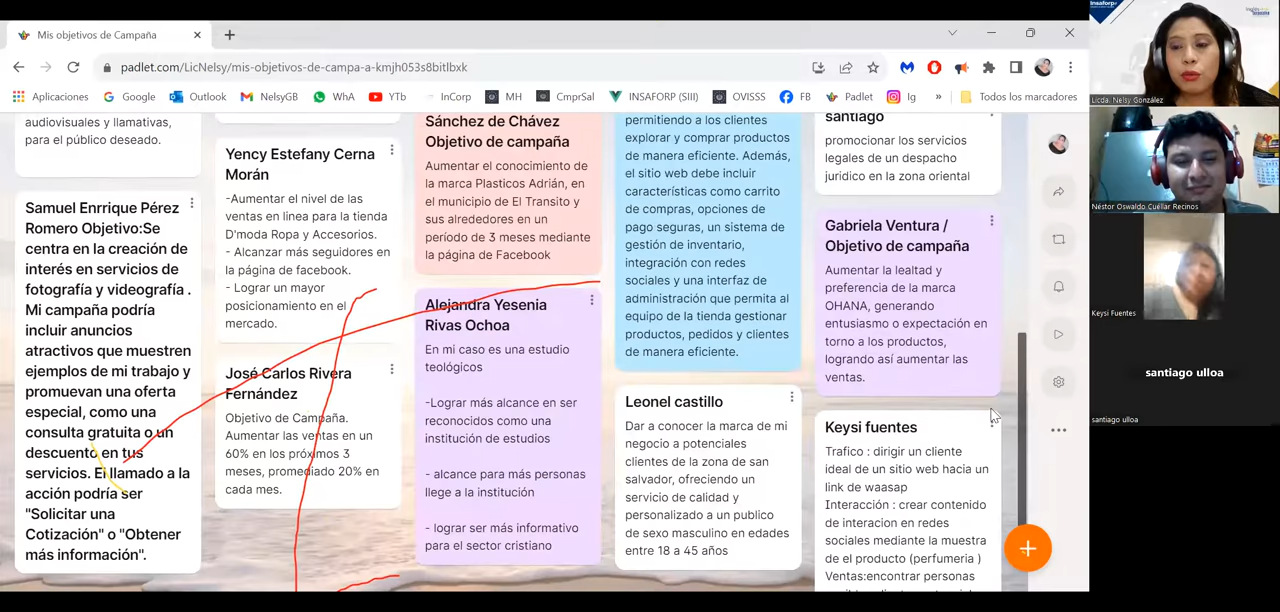 Mis objetivos de Campaña
padlet.com/LicNelsy/mis-objetivos-de-campa-a-kmjh053s8bitlbxk
Aplicaciones
Google
Outlook
NelsyGB
WhA
YTb
InCorp
MH
CmprSal
INSAFORP (SIII)
OVISSS
FB
Padlet
Ig
»
Todos los marcadores
audiovisuales y llamativas,
para el público deseado.
Samuel Enrrique Pérez
Romero Objetivo:Se
centra en la creación de
interés en servicios de
fotografía y videografía .
Mi campaña podría
incluir anuncios
atractivos que muestren
ejemplos de mi trabajo y
promuevan una oferta
especial, como una
consulta gratuita o un
descuento en tus
servicios. El llamado a la
acción podría ser
"Solicitar una
Cotización" o "Obtener
más información".
Yency Estefany Cerna
Morán
-Aumentar el nivel de las
ventas en linea para la tienda
D'moda Ropa y Accesorios.
- Alcanzar más seguidores en
la página de facebook.
- Lograr un mayor
posicionamiento en el
mercado.
José Carlos Rivera
Fernández
Objetivo de Campaña.
Aumentar las ventas en un
60% en los próximos 3
meses, promediado 20% en
cada mes.
Sánchez de Chávez
Objetivo de campaña
Aumentar el conocimiento de
la marca Plasticos Adrián, en
el municipio de El Transito y
sus alrededores en un
período de 3 meses mediante
la página de Facebook
Alejandra Yesenia
Rivas Ochoa
En mi caso es una estudio
teológicos
-Lograr más alcance en ser
reconocidos como una
institución de estudios
- alcance para más personas
llege a la institución
- lograr ser más informativo
para el sector cristiano
permitiendo a los clientes
explorar y comprar productos
de manera eficiente. Además,
el sitio web debe incluir
características como carrito
de compras, opciones de
pago seguras, un sistema de
gestión de inventario,
integración con redes
sociales y una interfaz de
administración que permita al
equipo de la tienda gestionar
productos, pedidos y clientes
de manera eficiente.
Leonel castillo
Dar a conocer la marca de mi
negocio a potenciales
clientes de la zona de san
salvador, ofreciendo un
servicio de calidad y
personalizado a un publico
de sexo masculino en edades
entre 18 a 45 años
santiago
promocionar los servicios
legales de un despacho
jurídico en la zona oriental
Gabriela Ventura /
Objetivo de campaña
Aumentar la lealtad y
preferencia de la marca
OHANA, generando
entusiasmo o expectación en
torno a los productos,
logrando así aumentar las
ventas.
Keysi fuentes
Trafico : dirigir un cliente
ideal de un sitio web hacia un
link de waasap
Interacción : crear contenido
de interacion en redes
sociales mediante la muestra
de el producto (perfumeria )
Ventas:encontrar personas
Insaforp
Licda. Nelsy González
Néstor Oswaldo Cuéllar Recinos
Keysi Fuentes
santiago ulloa
santiago ulloa